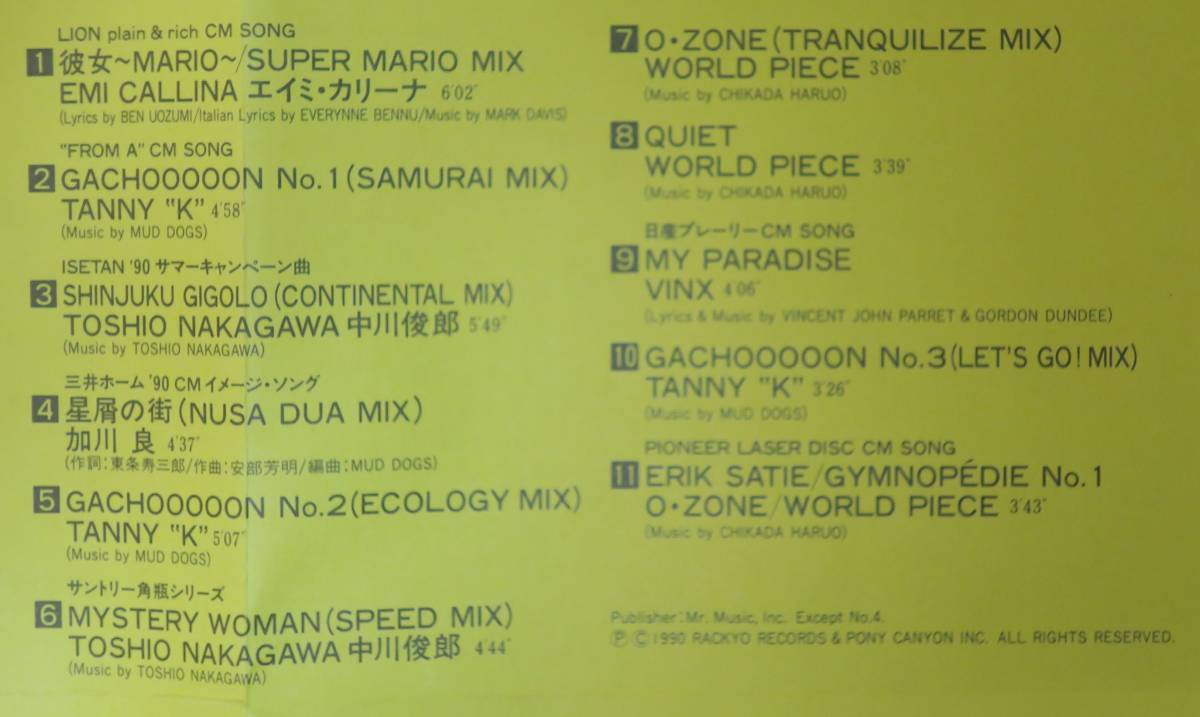 LION plain & rich CM SONG
1 彼女~MARIO~/SUPER MARIO MIX
EMI CALLINA エイミ・カリーナ 6'02"
(Lyrics by BEN UOZUMI/Italian Lyrics by EVERYNNE BENNU/Music by MARK DAVIS)
"FROM A" CM SONG
2 GACHOOOOON No.1(SAMURAI MIX)
TANNY "K" 4'58"
(Music by MUD DOGS)
ISETAN '90 サマーキャンペーン曲
3 SHINJUKU GIGOLO(CONTINENTAL MIX)
TOSHIO NAKAGAWA 中川俊郎 5'49"
(Music by TOSHIO NAKAGAWA)
三井ホーム '90 CMイメージ・ソング
4 星屑の街(NUSA DUA MIX)
加川 良 4'37"
(作詞:東条寿三郎/作曲:安部芳明/編曲:MUD DOGS)
5 GACHOOOOON No.2(ECOLOGY MIX)
TANNY "K" 5'07"
(Music by MUD DOGS)
サントリー角瓶シリーズ
6 MYSTERY WOMAN(SPEED MIX)
TOSHIO NAKAGAWA 中川俊郎 4'44"
(Music by TOSHIO NAKAGAWA)
7 O・ZONE(TRANQUILIZE MIX)
WORLD PIECE 3'08"
(Music by CHIKADA HARUO)
8 QUIET
WORLD PIECE 3'39"
(Music by CHIKADA HARUO)
日産プレーリーCM SONG
9 MY PARADISE
VINX 4'06"
(Lyrics & Music by VINCENT JOHN PARRET & GORDON DUNDEE)
10 GACHOOOOON No.3(LET'S GO! MIX)
TANNY "K" 3'26"
(Music by MUD DOGS)
PIONEER LASER DISC CM SONG
11 ERIK SATIE/GYMNOPÉDIE No.1
O・ZONE/WORLD PIECE 3'43"
(Music by CHIKADA HARUO)
Publisher: Mr. Music, Inc. Except No.4.
Ⓟ Ⓒ 1990 RACKYO RECORDS & PONY CANYON INC. ALL RIGHTS RESERVED.